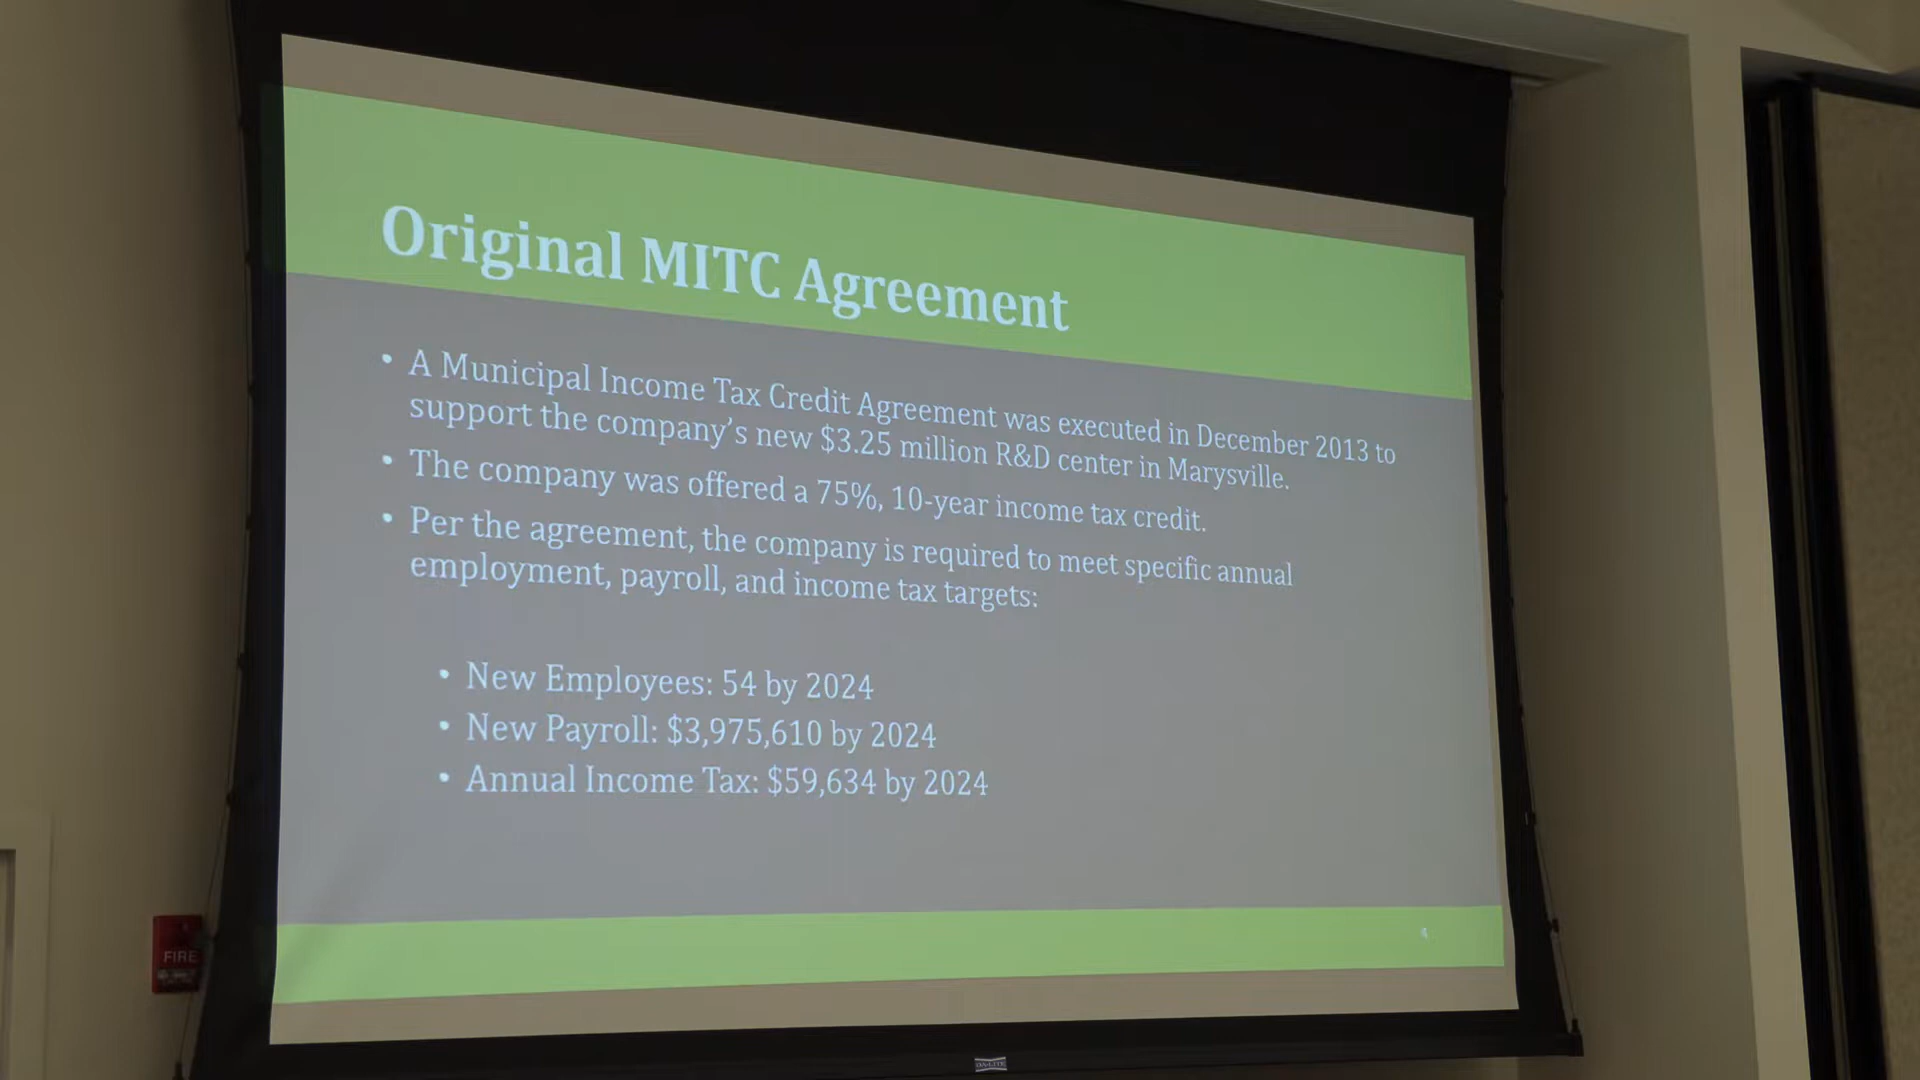 Original MITC Agreement
• A Municipal Income Tax Credit Agreement was executed in December 2013 to
support the company's new $3.25 million R&D center in Marysville.
• The company was offered a 75%, 10-year income tax credit.
• Per the agreement, the company is required to meet specific annual
employment, payroll, and income tax targets:
• New Employees: 54 by 2024
• New Payroll: $3,975,610 by 2024
• Annual Income Tax: $59,634 by 2024
4
FIRE